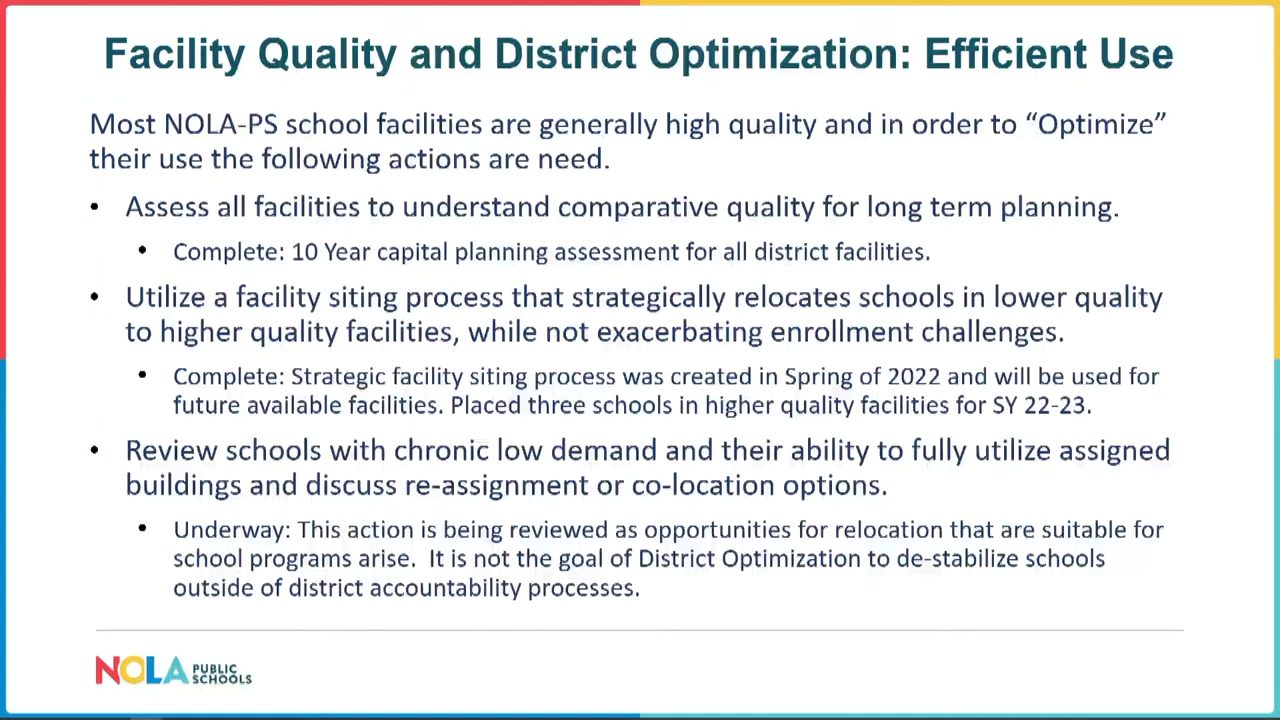 Facility Quality and District Optimization: Efficient Use
Most NOLA-PS school facilities are generally high quality and in order to “Optimize”
their use the following actions are need.
• Assess all facilities to understand comparative quality for long term planning.
• Complete: 10 Year capital planning assessment for all district facilities.
• Utilize a facility siting process that strategically relocates schools in lower quality
to higher quality facilities, while not exacerbating enrollment challenges.
• Complete: Strategic facility siting process was created in Spring of 2022 and will be used for
future available facilities. Placed three schools in higher quality facilities for SY 22-23.
• Review schools with chronic low demand and their ability to fully utilize assigned
buildings and discuss re-assignment or co-location options.
• Underway: This action is being reviewed as opportunities for relocation that are suitable for
school programs arise.  It is not the goal of District Optimization to de-stabilize schools
outside of district accountability processes.
NOLA PUBLIC
SCHOOLS